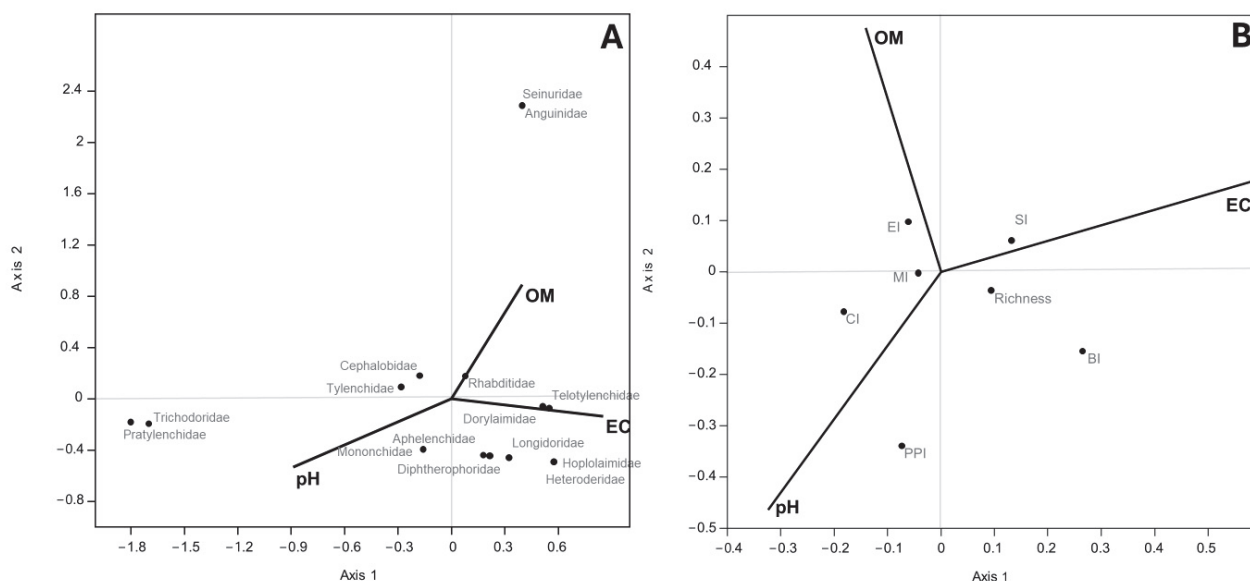 A
Seinuridae
Anguinidae
OM
Cephalobidae
Tylenchidae
Rhabditidae
Telotylenchidae
Dorylaimidae
EC
Trichodoridae
Pratylenchidae
Aphelenchidae
Mononchidae
Longidoridae
Diphtherophoridae
Hoplolaimidae
Heteroderidae
pH
2.4
2
1.6
1.2
0.8
0.4
0
−0.4
−0.8
Axis 2
−1.8
−1.2
−0.9
−0.3
−0.4
0
0.3
0.6
Axis 1
B
OM
EC
EI
SI
MI
Richness
CI
BI
PPI
pH
0.4
0.3
0.2
0.1
0
−0.1
−0.2
−0.3
−0.4
−0.5
Axis 2
−0.4
−0.3
−0.2
−0.1
0
0.1
0.2
0.3
0.4
0.5
Axis 1